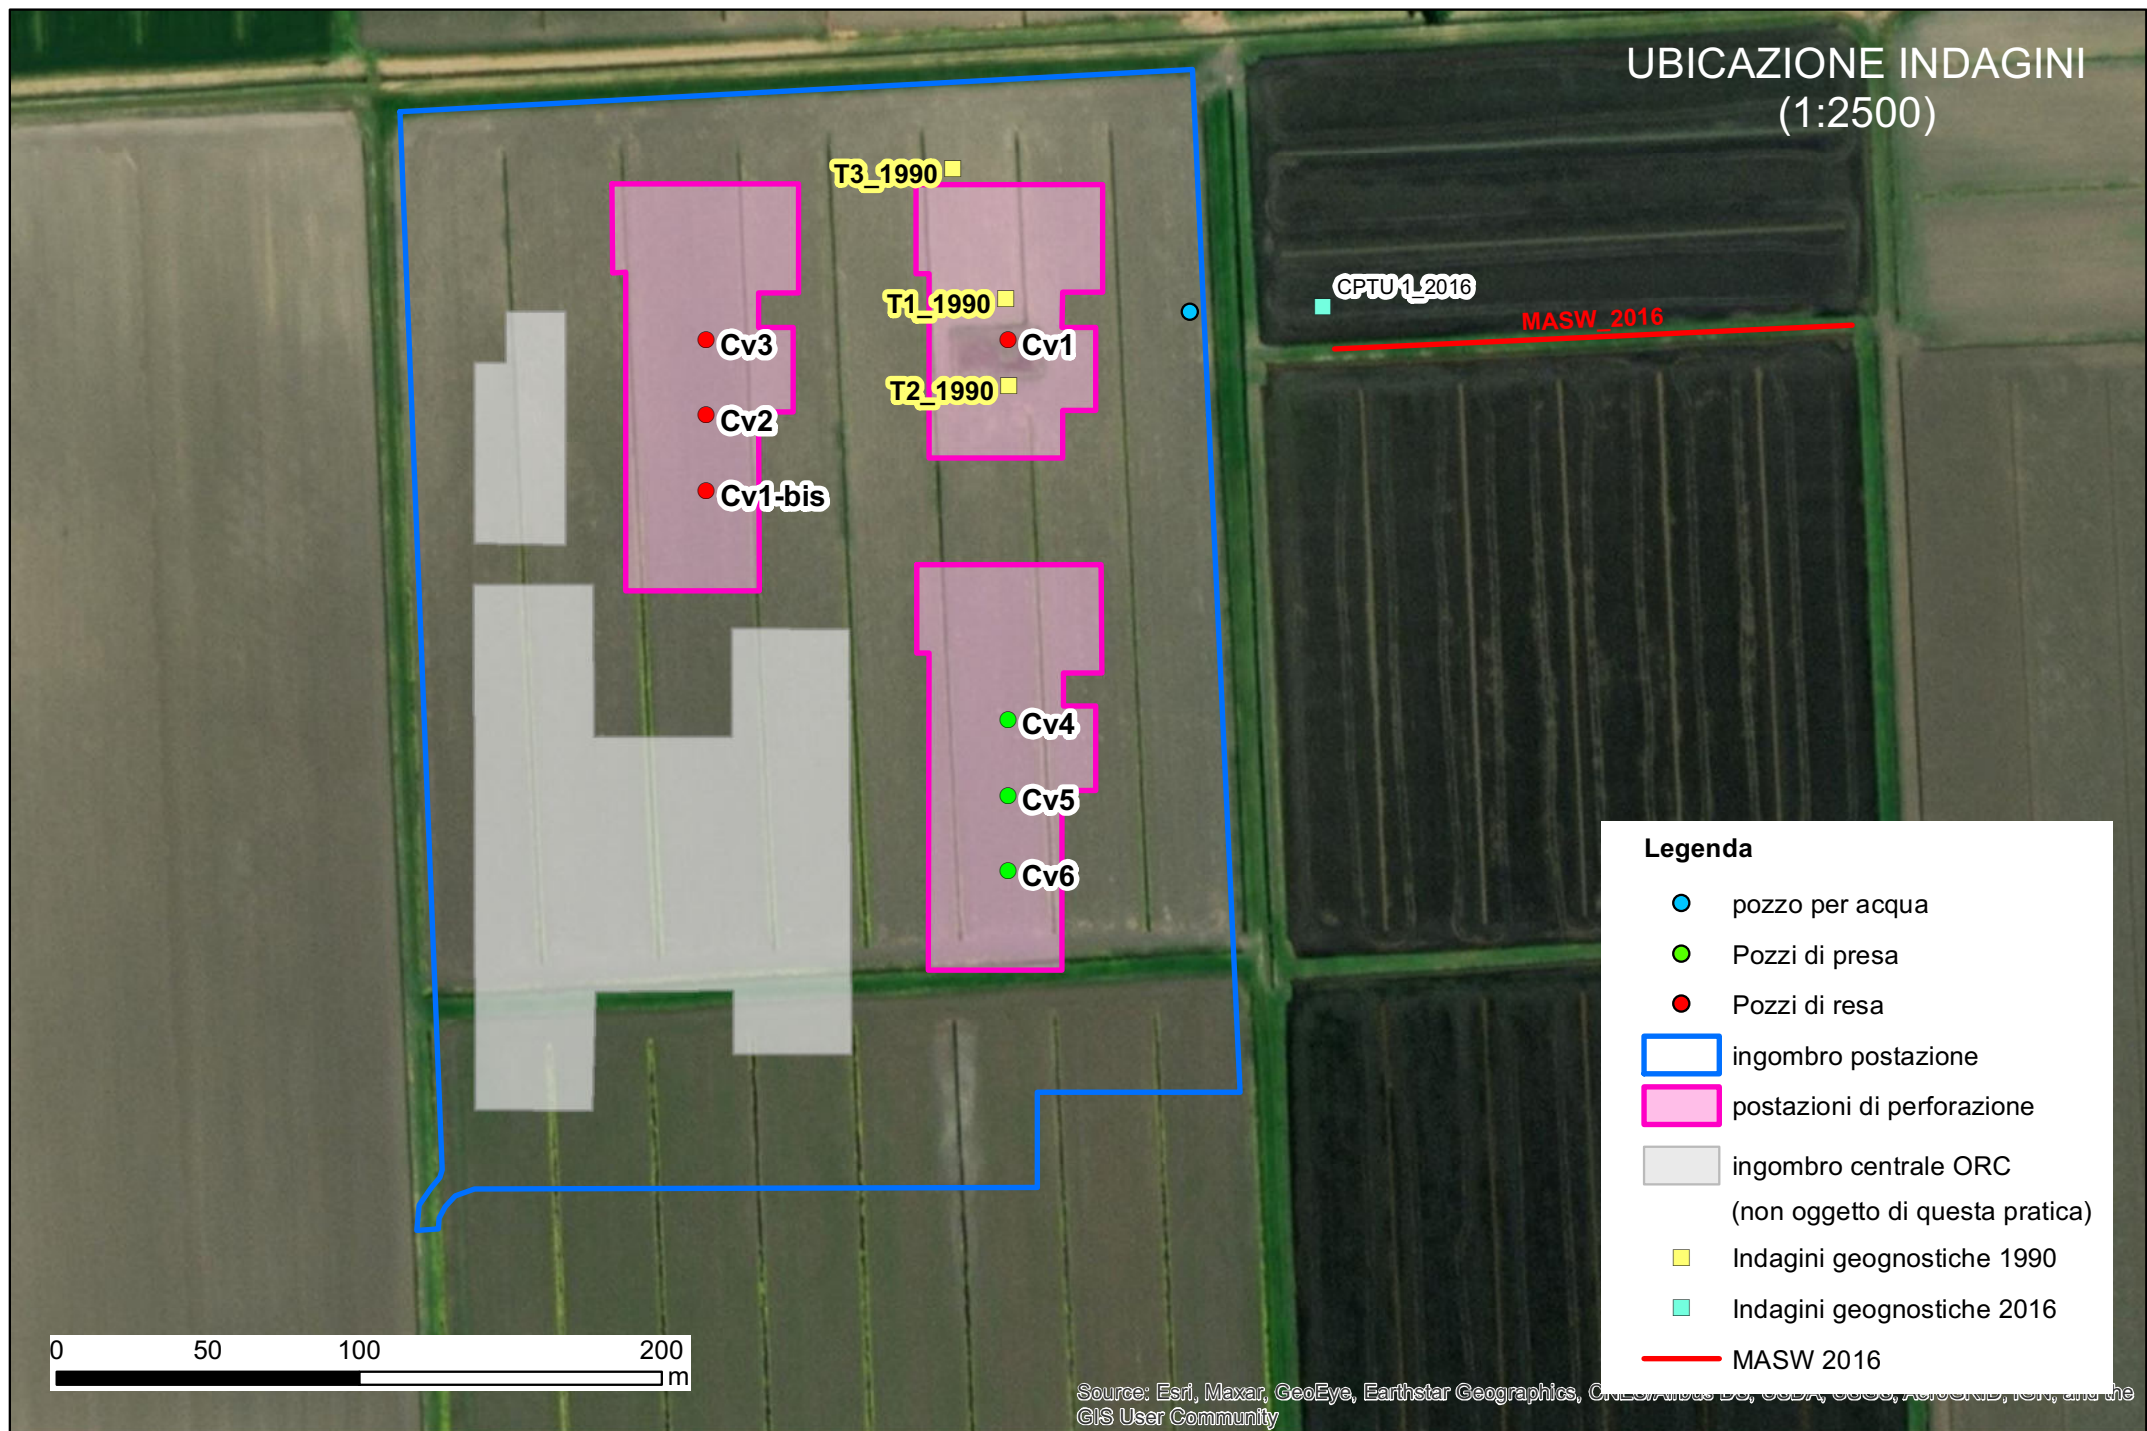 UBICAZIONE INDAGINI
(1:2500)
T3_1990
T1_1990
CPTU 1_2016
MASW_2016
Cv3
Cv1
T2_1990
Cv2
Cv1-bis
Cv4
Cv5
Cv6
Legenda
pozzo per acqua
Pozzi di presa
Pozzi di resa
ingombro postazione
postazioni di perforazione
ingombro centrale ORC
(non oggetto di questa pratica)
Indagini geognostiche 1990
Indagini geognostiche 2016
MASW 2016
0 50 100 200
m
Source: Esri, Maxar, GeoEye, Earthstar Geographics, and the
GIS User Community